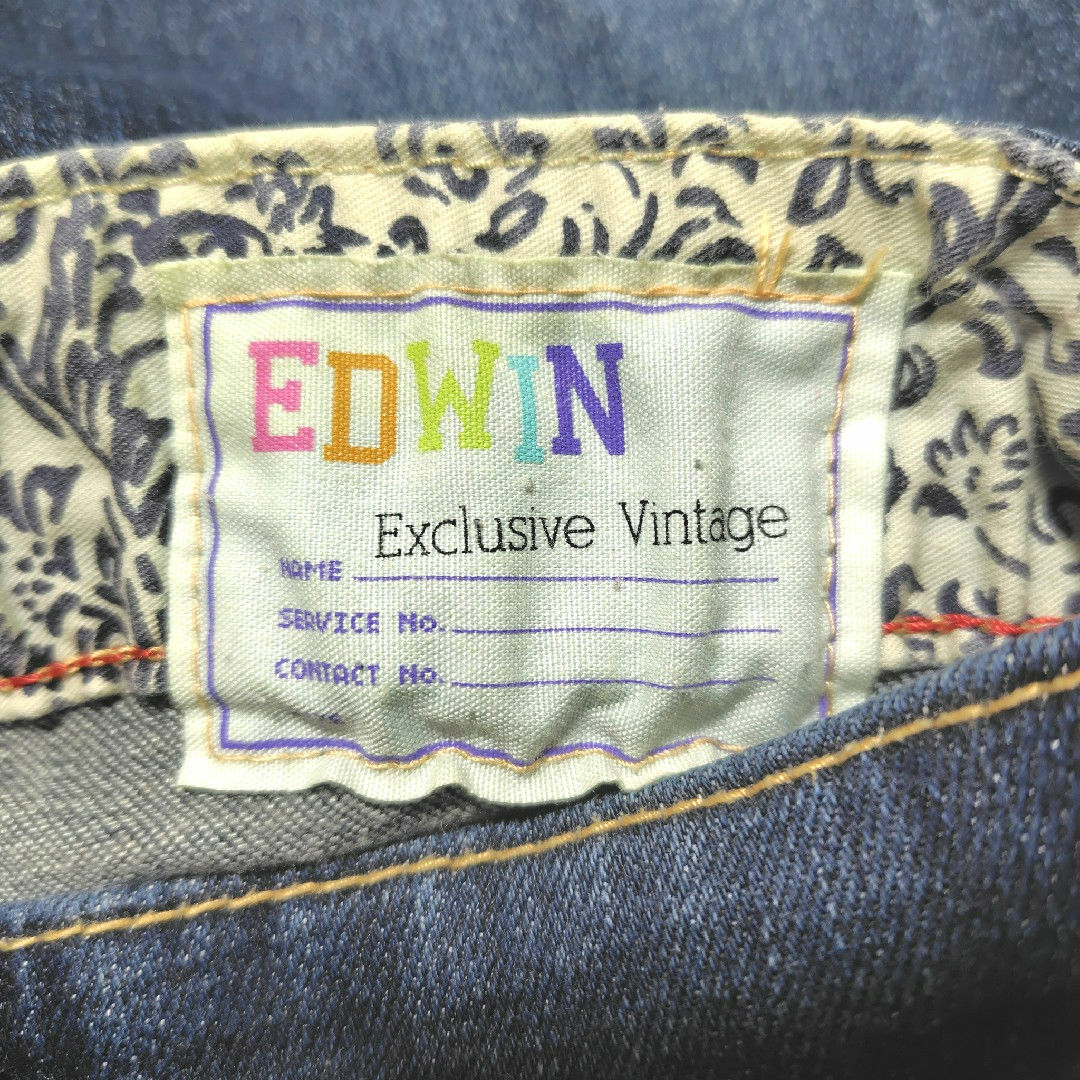 EDWIN
Exclusive Vintage
NAME
SERVICE No.
CONTACT No.